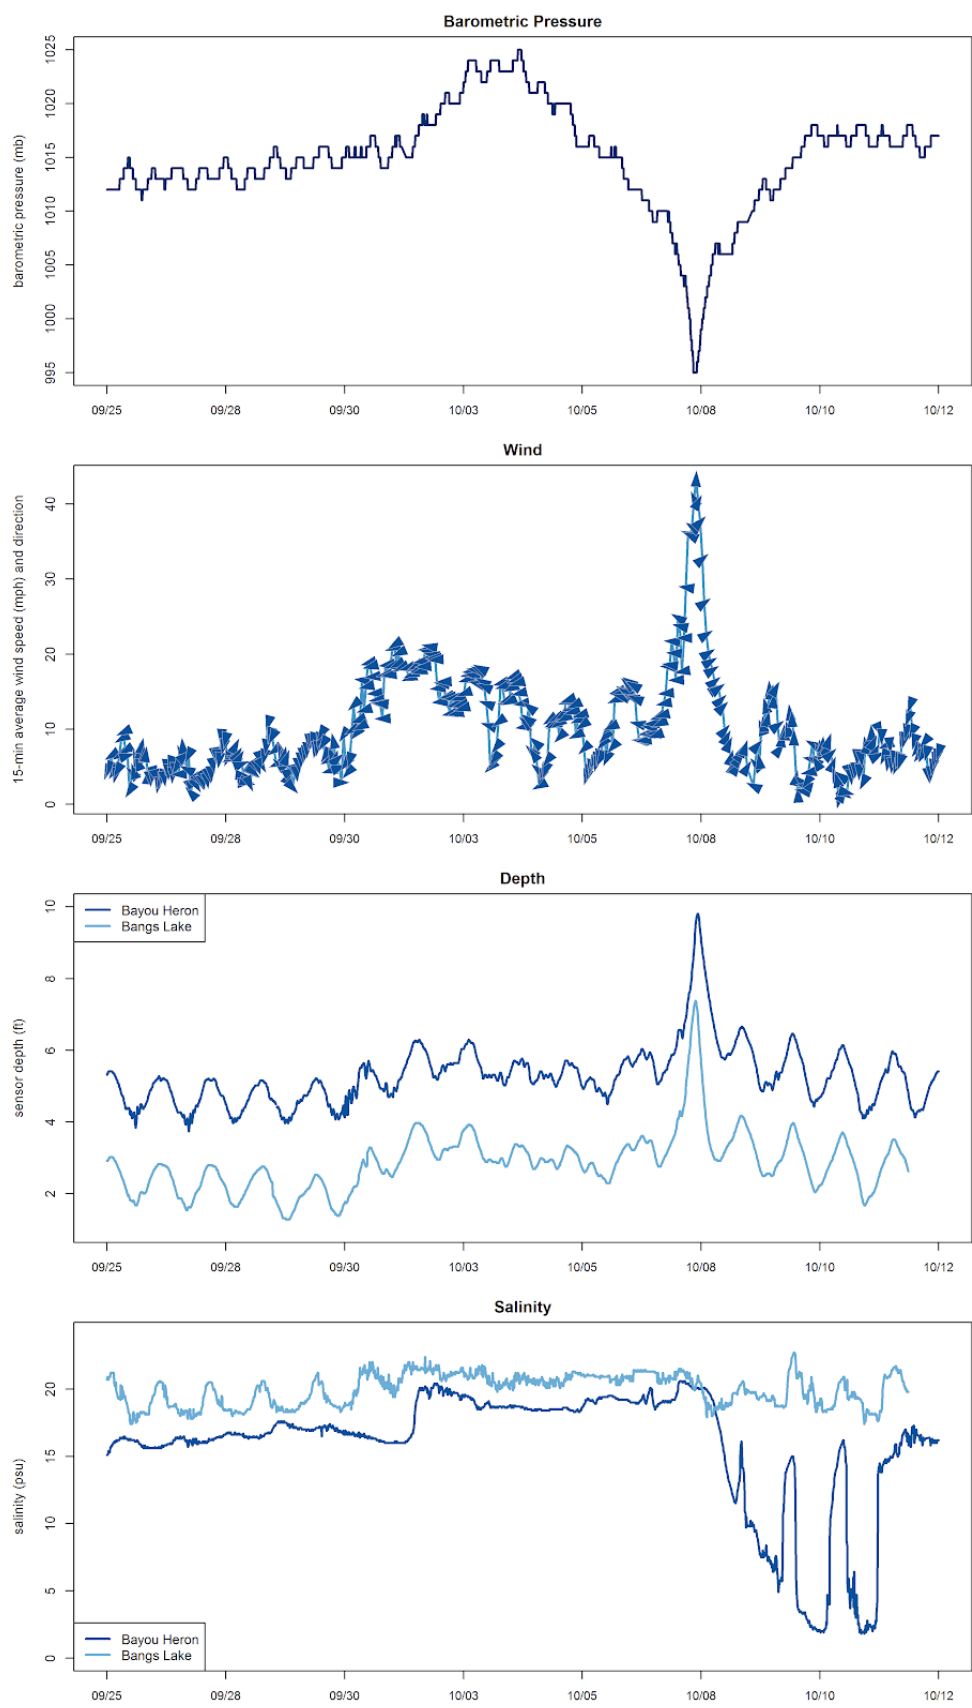 Barometric Pressure
barometric pressure (mb)
1025
1020
1015
1010
1005
1000
995
09/25 09/28 09/30 10/03 10/05 10/08 10/10 10/12
Wind
15-min average wind speed (mph) and direction
40
30
20
10
0
09/25 09/28 09/30 10/03 10/05 10/08 10/10 10/12
Depth
Bayou Heron
Bangs Lake
sensor depth (ft)
10
8
6
4
2
09/25 09/28 09/30 10/03 10/05 10/08 10/10 10/12
Salinity
salinity (psu)
20
15
10
5
0
Bayou Heron
Bangs Lake
09/25 09/28 09/30 10/03 10/05 10/08 10/10 10/12